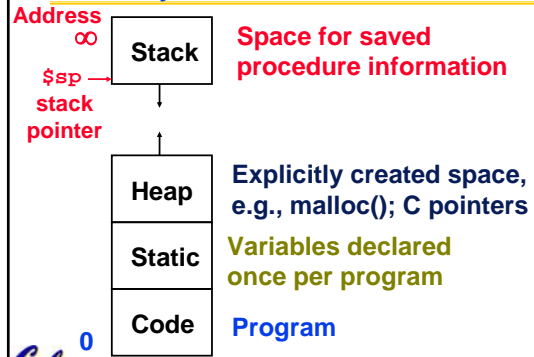 Address
∞
Stack
Space for saved
procedure information
$sp
stack
pointer
Heap
Explicitly created space,
e.g., malloc(); C pointers
Static
Variables declared
once per program
Code
Program
0